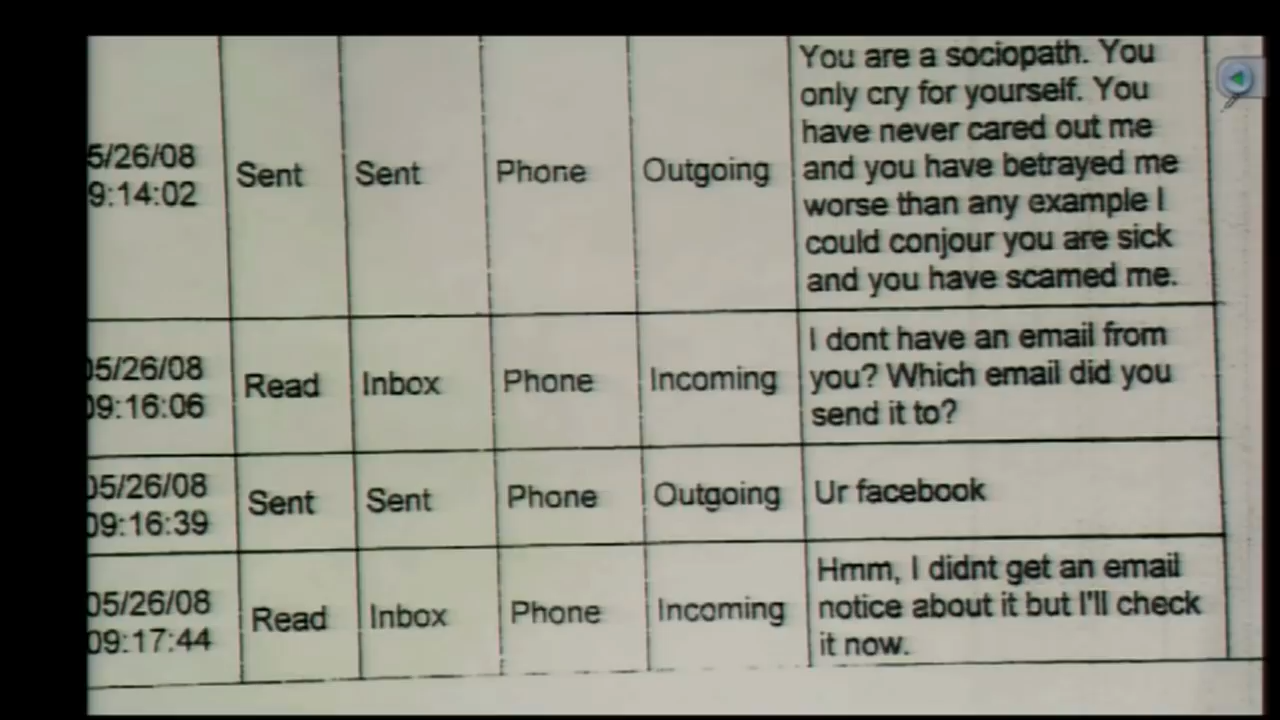 You are a sociopath. You
only cry for yourself. You
have never cared out me
and you have betrayed me
worse than any example I
could conjour you are sick
and you have scamed me.
5/26/08
9:14:02
Sent
Sent
Phone
Outgoing
05/26/08
09:16:06
Read
Inbox
Phone
Incoming
I dont have an email from
you? Which email did you
send it to?
05/26/08
09:16:39
Sent
Sent
Phone
Outgoing
Ur facebook
05/26/08
09:17:44
Read
Inbox
Phone
Incoming
Hmm, I didnt get an email
notice about it but I'll check
it now.